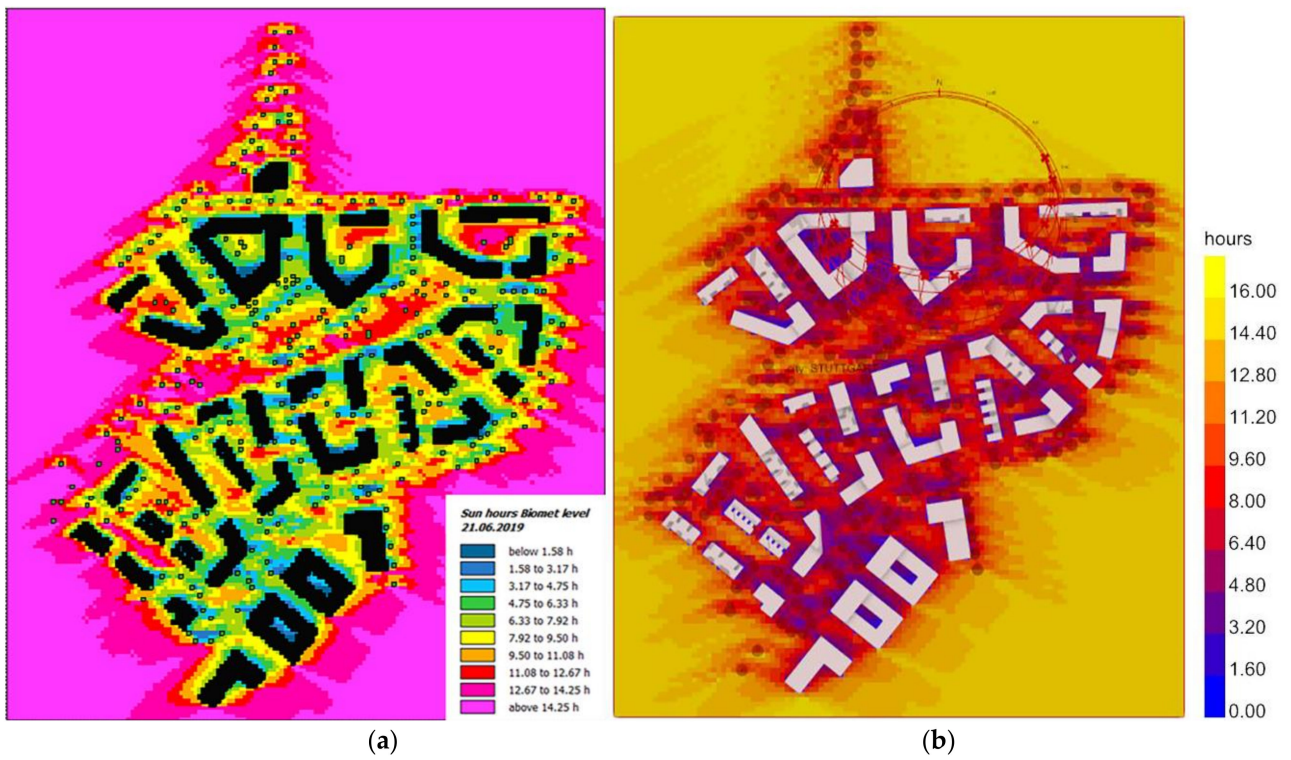 N
City: STUTTG
Sun hours Biomet level
21.06.2019
below 1.58 h
1.58 to 3.17 h
3.17 to 4.75 h
4.75 to 6.33 h
6.33 to 7.92 h
7.92 to 9.50 h
9.50 to 11.08 h
11.08 to 12.67 h
12.67 to 14.25 h
above 14.25 h
hours
16.00
14.40
12.80
11.20
9.60
8.00
6.40
4.80
3.20
1.60
0.00
(a)
(b)